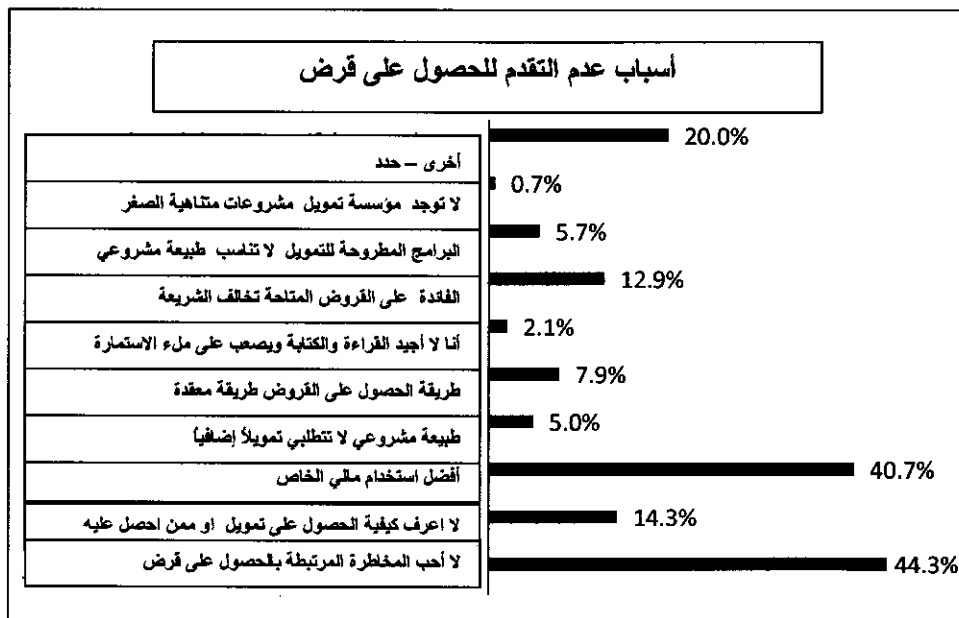 أسباب عدم التقدم للحصول على قرض
أخرى – حدد
20.0%
لا توجد مؤسسة تمويل مشروعات متناهية الصغر
0.7%
البرامج المطروحة للتمويل لا تناسب طبيعة مشروعي
5.7%
الفائدة على القروض المتاحة تخالف الشريعة
12.9%
أنا لا أجيد القراءة والكتابة ويصعب على ملء الاستمارة
2.1%
طريقة الحصول على القروض طريقة معقدة
7.9%
طبيعة مشروعي لا تتطلبي تمويلاً إضافياً
5.0%
أفضل استخدام مالي الخاص
40.7%
لا اعرف كيفية الحصول على تمويل او ممن احصل عليه
14.3%
لا أحب المخاطرة المرتبطة بالحصول على قرض
44.3%